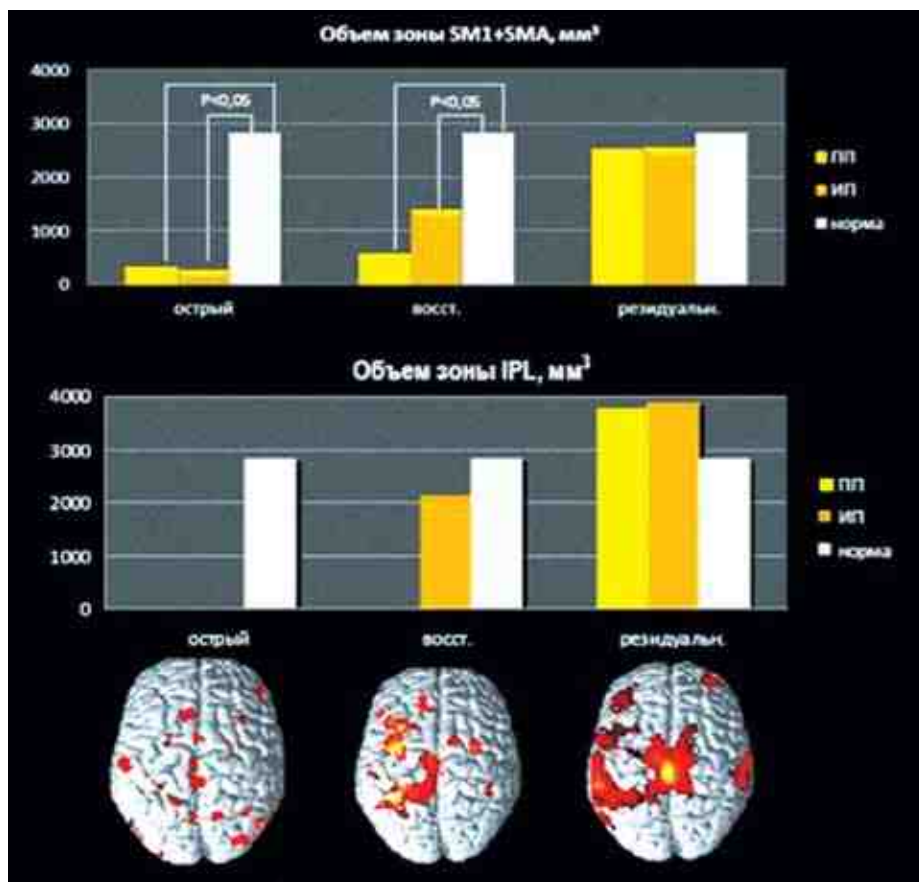 Объем зоны SM1+SMA, мм³
4000
3000
2000
1000
0
P<0,05
P<0,05
ПП
ИП
норма
острый
восст.
резидуальн.
Объем зоны IPL, мм³
4000
3000
2000
1000
0
ПП
ИП
норма
острый
восст.
резидуальн.